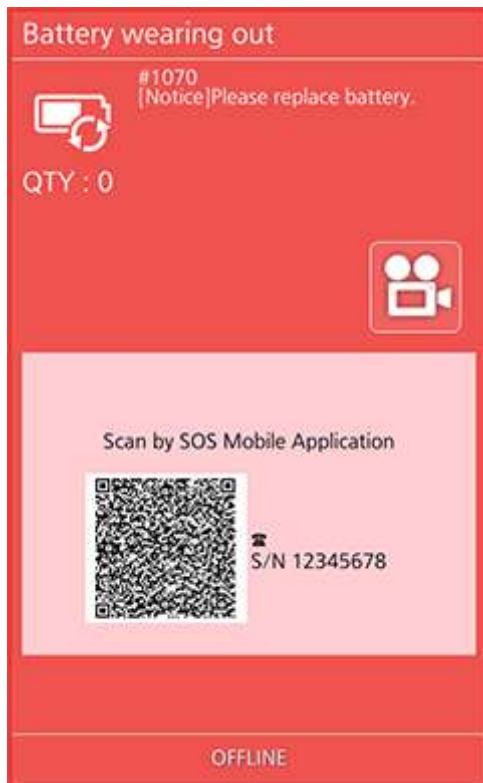 Battery wearing out
#1070
[Notice]Please replace battery.
QTY : 0
Scan by SOS Mobile Application
☎
S/N 12345678
OFFLINE